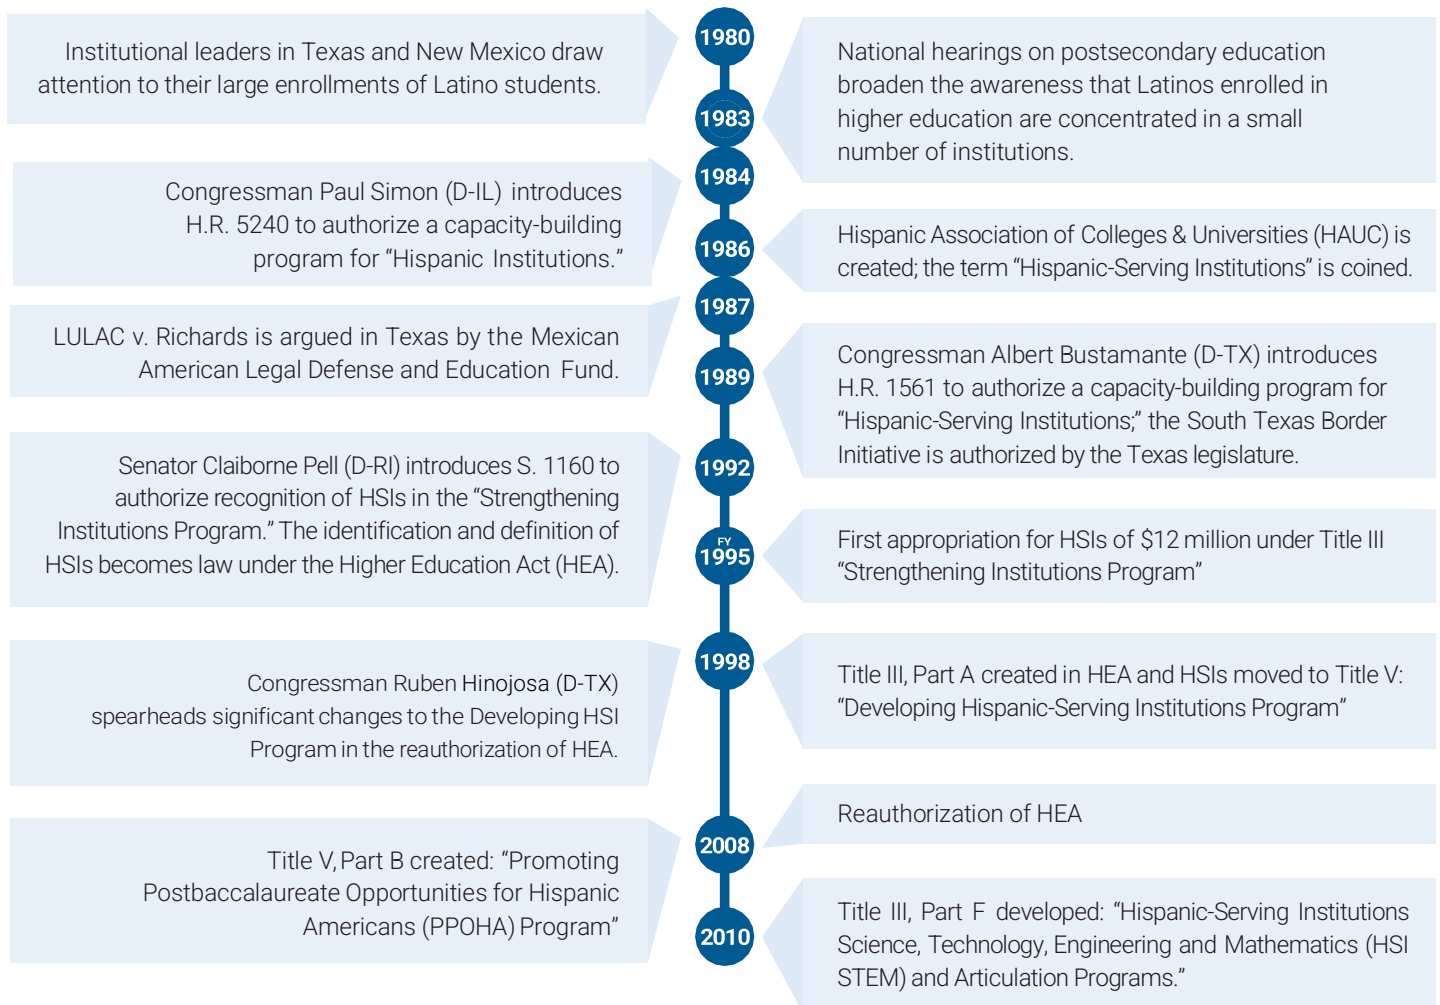 1980
Institutional leaders in Texas and New Mexico draw
attention to their large enrollments of Latino students.
1983
National hearings on postsecondary education
broaden the awareness that Latinos enrolled in
higher education are concentrated in a small
number of institutions.
1984
Congressman Paul Simon (D-IL) introduces
H.R. 5240 to authorize a capacity-building
program for “Hispanic Institutions.”
1986
Hispanic Association of Colleges & Universities (HAUC) is
created; the term “Hispanic-Serving Institutions” is coined.
1987
LULAC v. Richards is argued in Texas by the Mexican
American Legal Defense and Education Fund.
1989
Congressman Albert Bustamante (D-TX) introduces
H.R. 1561 to authorize a capacity-building program for
“Hispanic-Serving Institutions;” the South Texas Border
Initiative is authorized by the Texas legislature.
1992
Senator Claiborne Pell (D-RI) introduces S. 1160 to
authorize recognition of HSIs in the “Strengthening
Institutions Program.” The identification and definition of
HSIs becomes law under the Higher Education Act (HEA).
FY
1995
First appropriation for HSIs of $12 million under Title III
“Strengthening Institutions Program”
1998
Congressman Ruben Hinojosa (D-TX)
spearheads significant changes to the Developing HSI
Program in the reauthorization of HEA.
Title III, Part A created in HEA and HSIs moved to Title V:
“Developing Hispanic-Serving Institutions Program”
2008
Reauthorization of HEA
Title V, Part B created: “Promoting
Postbaccalaureate Opportunities for Hispanic
Americans (PPOHA) Program”
2010
Title III, Part F developed: “Hispanic-Serving Institutions
Science, Technology, Engineering and Mathematics (HSI
STEM) and Articulation Programs.”